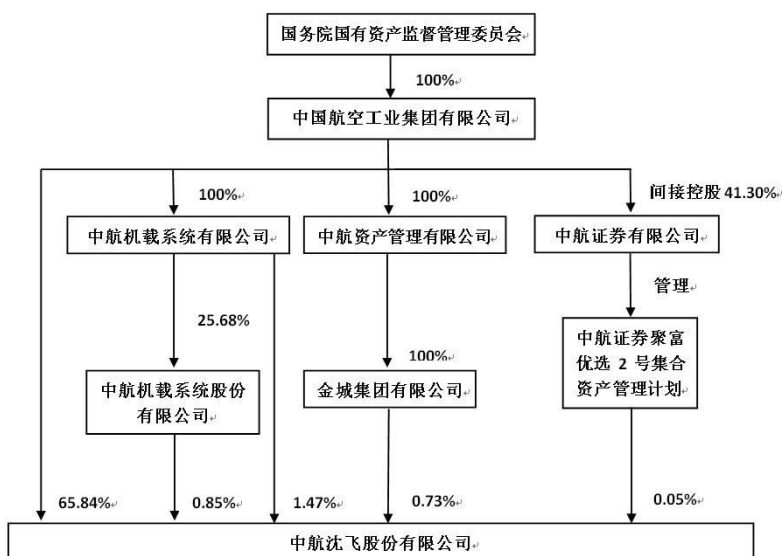 国务院国有资产监督管理委员会
100%
中国航空工业集团有限公司
100%
100%
间接控股 41.30%
中航机载系统有限公司
中航资产管理有限公司
中航证券有限公司
管理
25.68%
100%
中航机载系统股份
有限公司
金城集团有限公司
中航证券聚富
优选 2 号集合
资产管理计划
65.84%
0.85%
1.47%
0.73%
0.05%
中航沈飞股份有限公司